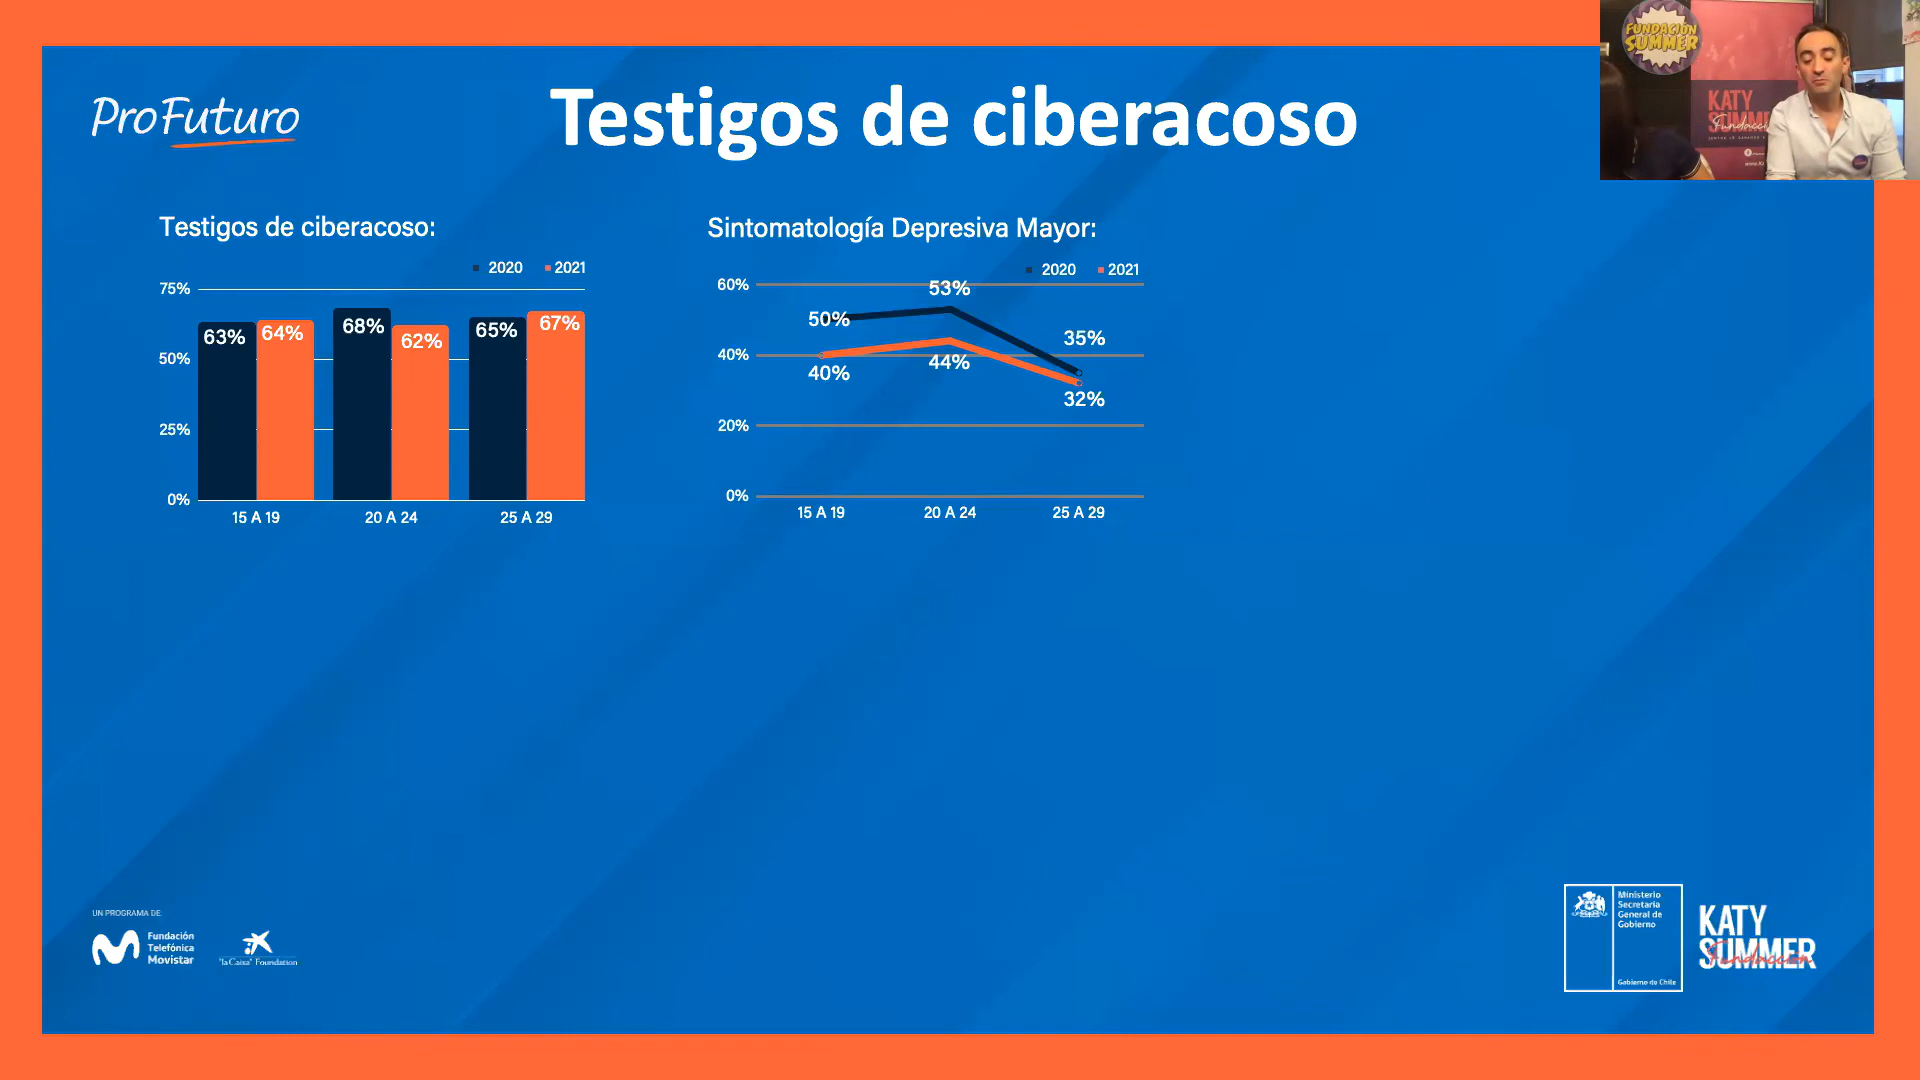 ProFuturo
Testigos de ciberacoso
FUNDACIÓN
SUMMER
KATY
Testigos de ciberacoso:
2020 2021
75%
50%
25%
0%
63% 64% 68% 62% 65% 67%
15 A 19 20 A 24 25 A 29
Sintomatología Depresiva Mayor:
2020 2021
60%
40%
20%
0%
50% 53% 35%
40% 44% 32%
15 A 19 20 A 24 25 A 29
UN PROGRAMA DE:
Fundación
Telefónica
Movistar
"la Caixa" Foundation
Ministerio
Secretaría
General de
Gobierno
Gobierno de Chile
KATY
SUMMER
Fundación